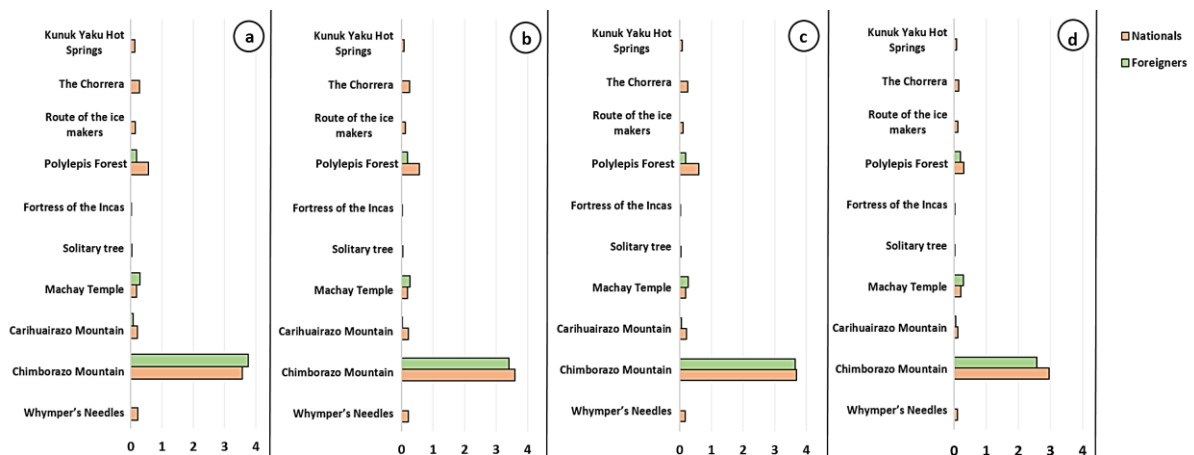 a
Kunuk Yaku Hot
Springs
The Chorrera
Route of the ice
makers
Polylepis Forest
Fortress of the Incas
Solitary tree
Machay Temple
Carihuairazo Mountain
Chimborazo Mountain
Whymper's Needles
0 1 2 3 4
b
Kunuk Yaku Hot
Springs
The Chorrera
Route of the ice
makers
Polylepis Forest
Fortress of the Incas
Solitary tree
Machay Temple
Carihuairazo Mountain
Chimborazo Mountain
Whymper's Needles
0 1 2 3 4
c
Kunuk Yaku Hot
Springs
The Chorrera
Route of the ice
makers
Polylepis Forest
Fortress of the Incas
Solitary tree
Machay Temple
Carihuairazo Mountain
Chimborazo Mountain
Whymper's Needles
0 1 2 3 4
d
Kunuk Yaku Hot
Springs
The Chorrera
Route of the ice
makers
Polylepis Forest
Fortress of the Incas
Solitary tree
Machay Temple
Carihuairazo Mountain
Chimborazo Mountain
Whymper's Needles
0 1 2 3 4
Nationals
Foreigners